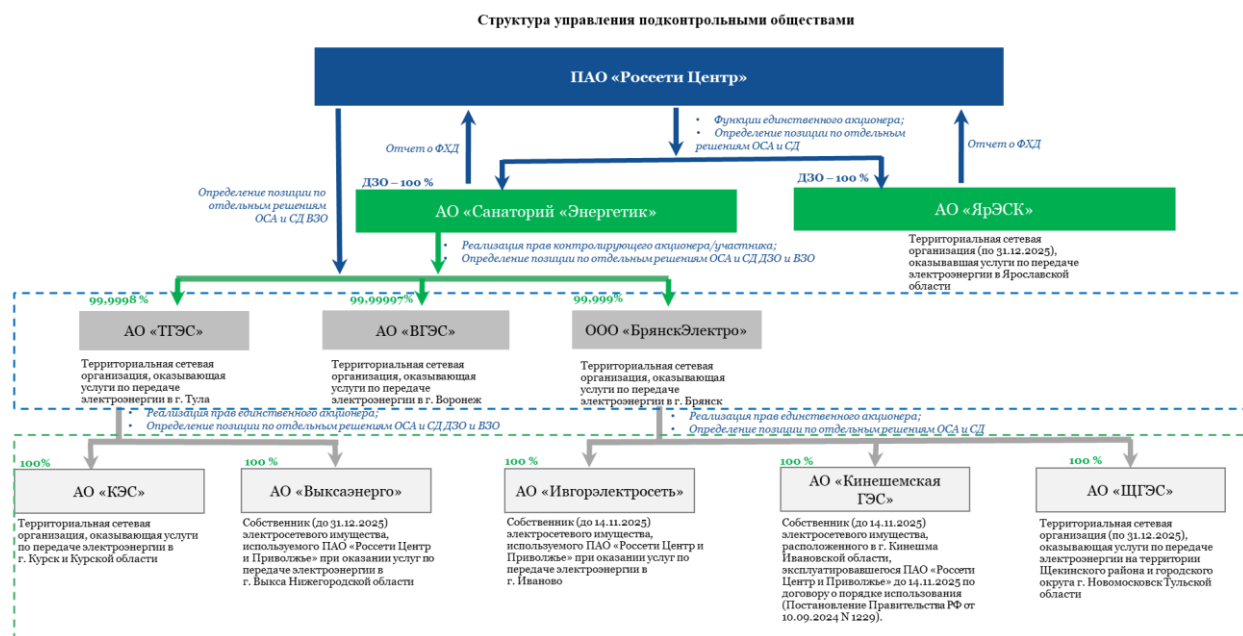 Структура управления подконтрольными обществами
ПАО «Россети Центр»
• Функции единственного акционера;
• Определение позиции по отдельным
решениям ОСА и СД
Отчет о ФХД
Отчет о ФХД
Определение позиции по
отдельным решениям
ОСА и СД ВЗО
ДЗО – 100 %
АО «Санаторий «Энергетик»
ДЗО – 100 %
АО «ЯрЭСК»
Территориальная сетевая
организация (по 31.12.2025),
оказывавшая услуги по передаче
электроэнергии в Ярославской
области
• Реализация прав контролирующего акционера/участника;
• Определение позиции по отдельным решениям ОСА и СД ДЗО и ВЗО
99,9998 %
АО «ТГЭС»
Территориальная сетевая
организация, оказывающая
услуги по передаче
электроэнергии в г. Тула
99,99997%
АО «ВГЭС»
Территориальная сетевая
организация, оказывающая
услуги по передаче
электроэнергии в г. Воронеж
99,999%
ООО «БрянскЭлектро»
Территориальная сетевая
организация, оказывающая
услуги по передаче
электроэнергии в г. Брянск
• Реализация прав единственного акционера;
• Определение позиции по отдельным решениям ОСА и СД ДЗО и ВЗО
• Реализация прав единственного акционера;
• Определение позиции по отдельным решениям ОСА и СД
100%
АО «КЭС»
Территориальная сетевая
организация, оказывающая услуги
по передаче электроэнергии в
г. Курск и Курской области
100 %
АО «Выксаэнерго»
Собственник (до 31.12.2025)
электросетевого имущества,
используемого ПАО «Россети Центр
и Приволжье» при оказании услуг по
передаче электроэнергии в
г. Выкса Нижегородской области
100 %
АО «Ивгорэлектросеть»
Собственник (до 14.11.2025)
электросетевого имущества,
используемого ПАО «Россети Центр и
Приволжье» при оказании услуг по
передаче электроэнергии в
г. Иваново
100 %
АО «Кинешемская
ГЭС»
Собственник (до 14.11.2025)
электросетевого имущества,
расположенного в г. Кинешма
Ивановской области,
эксплуатировавшегося ПАО «Россети
Центр и Приволжье» до 14.11.2025 по
договору о порядке использования
(Постановление Правительства РФ от
10.09.2024 N 1229).
100 %
АО «ЩГЭС»
Территориальная сетевая
организация (по 31.12.2025),
оказывающая услуги по передаче
электроэнергии на территории
Щекинского района и городского
округа г. Новомосковск Тульской
области